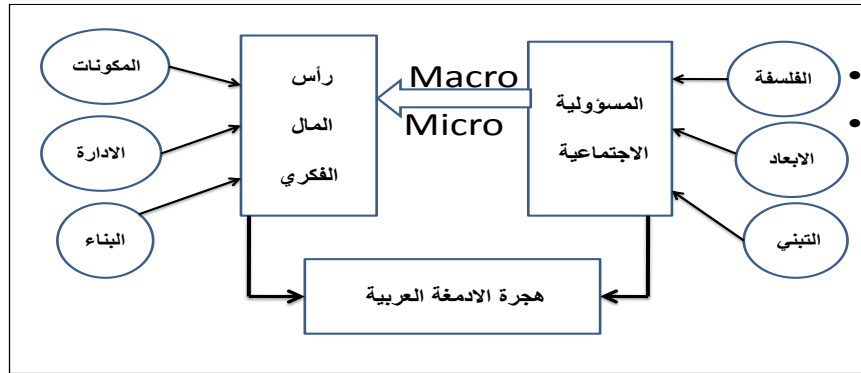 الفلسفة
الابعاد
التبني
المسؤولية
الاجتماعية
Macro
Micro
رأس
المال
الفكري
المكونات
الادارة
البناء
هجرة الادمغة العربية